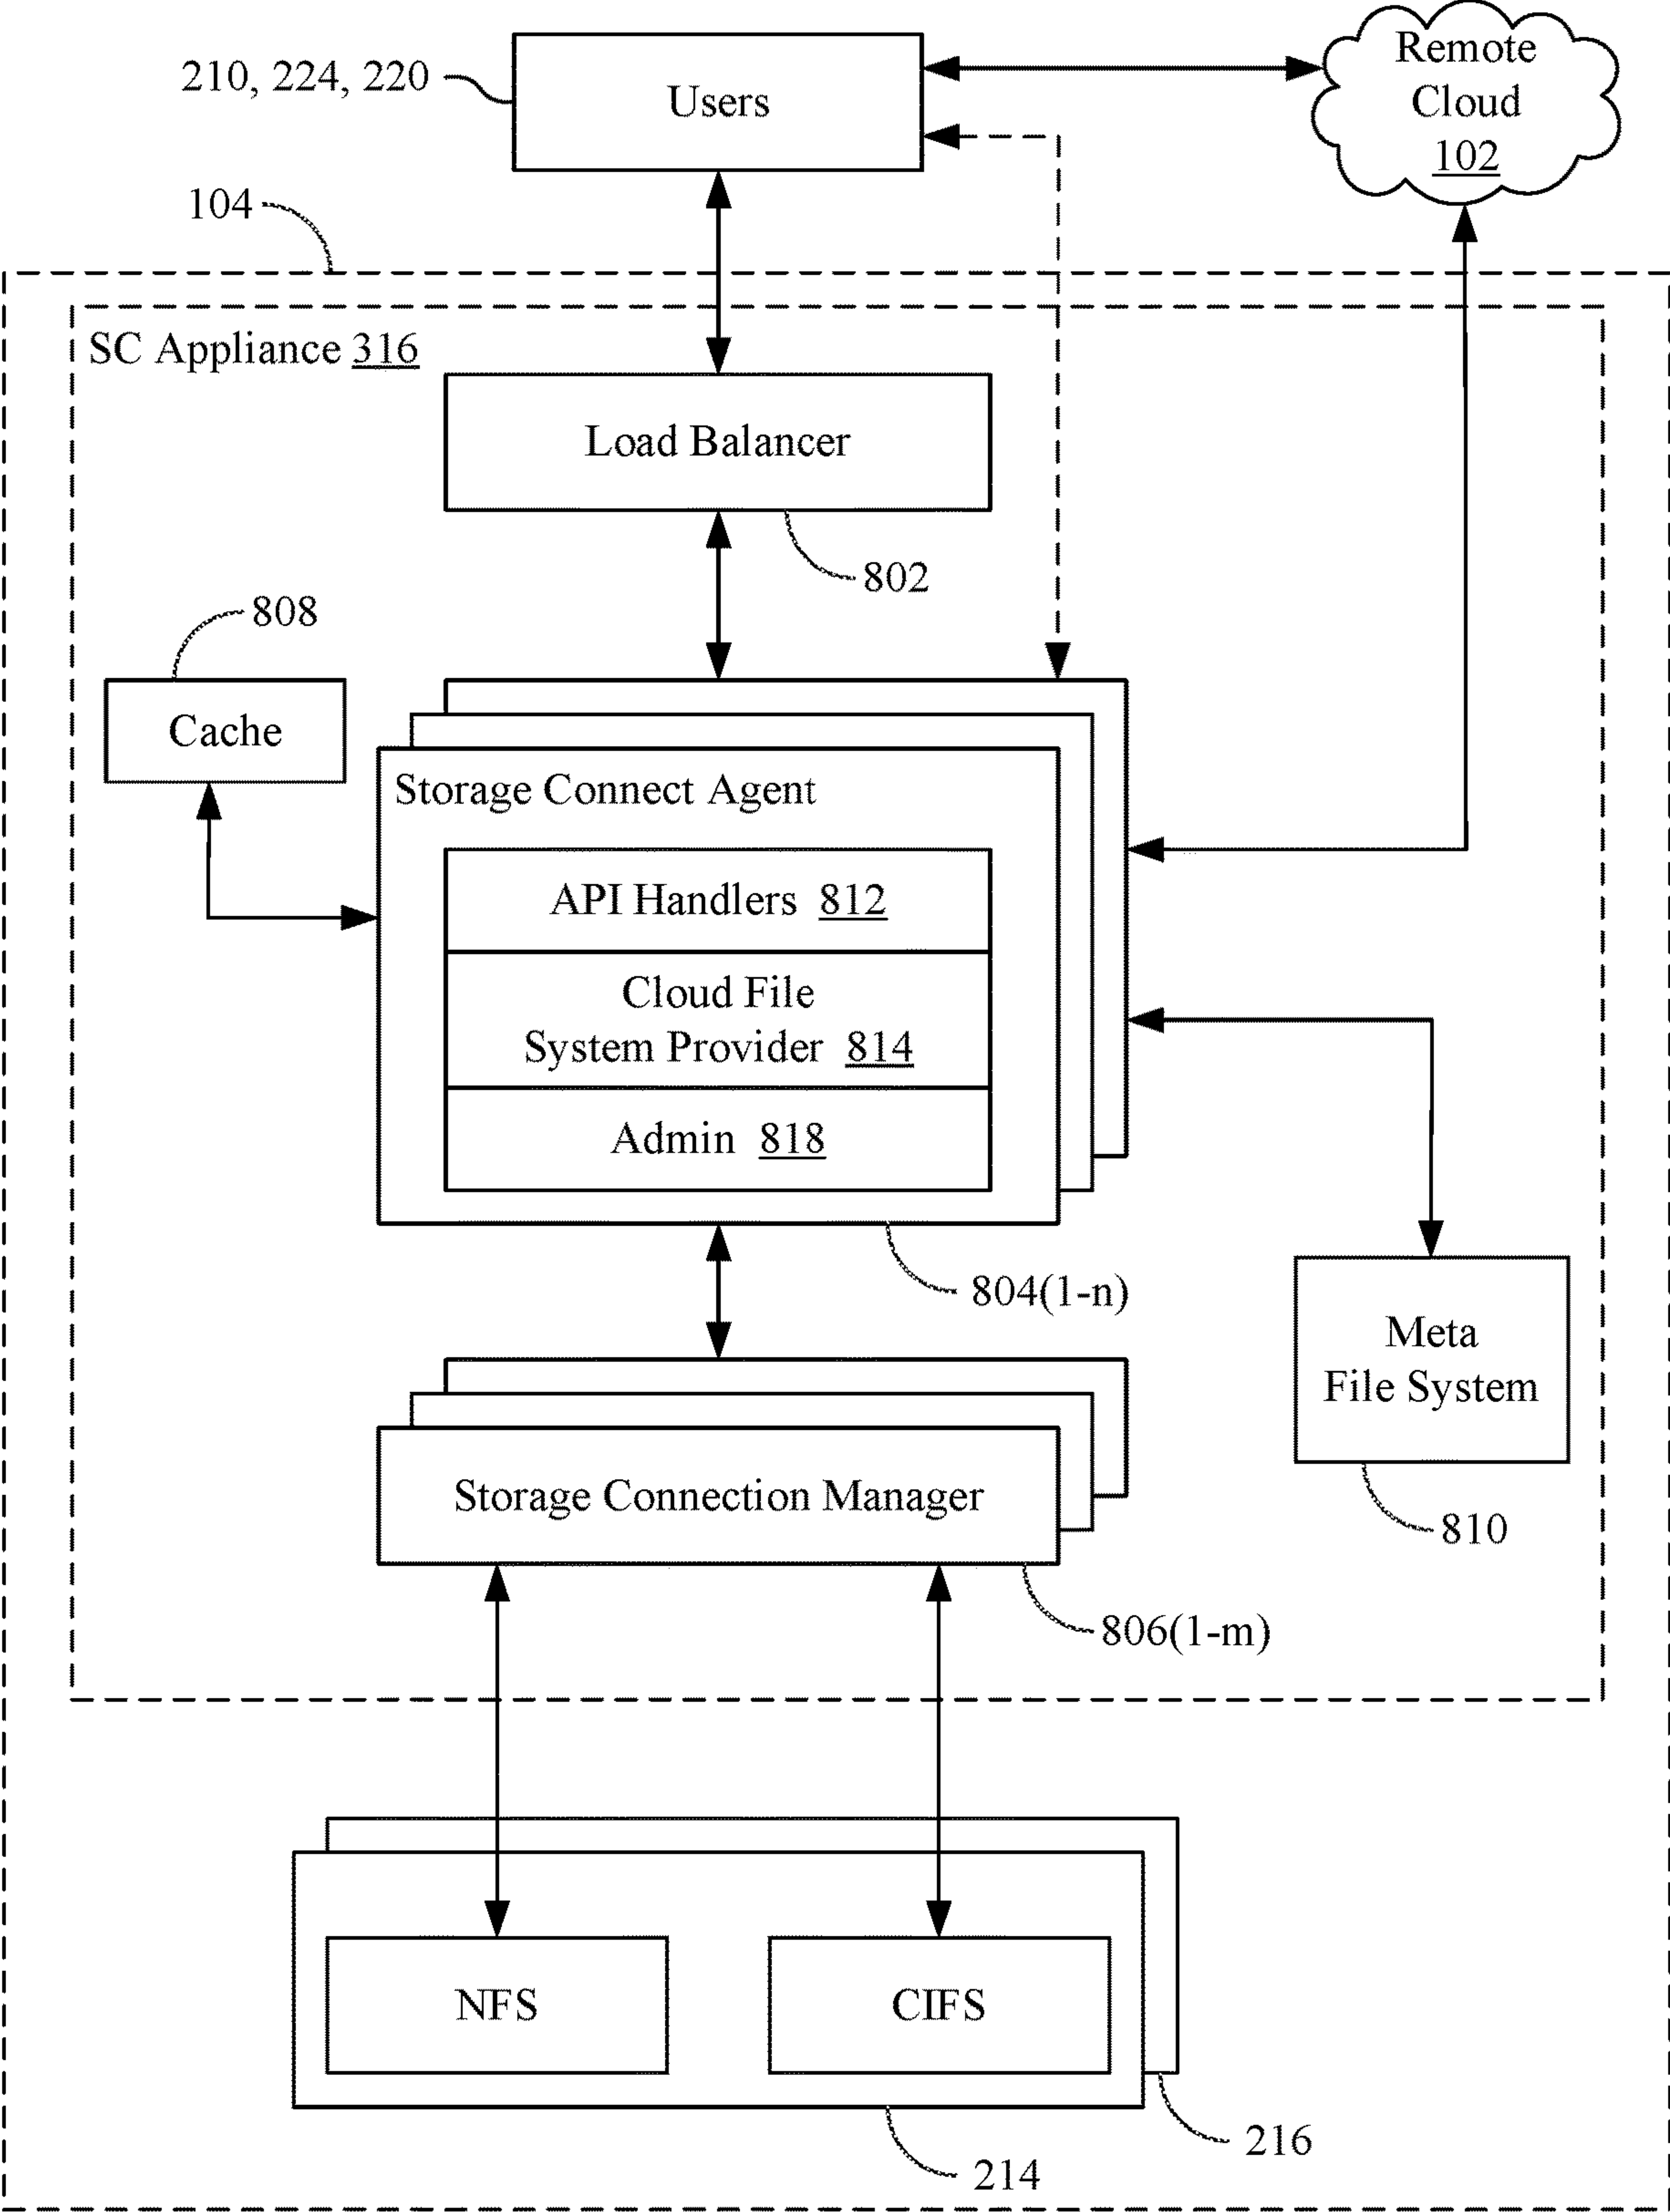 Remote
Cloud
102
210, 224, 220
Users
104
SC Appliance 316
Load Balancer
802
808
Cache
Storage Connect Agent
API Handlers 812
Cloud File
System Provider 814
Admin 818
804(1-n)
Meta
File System
810
Storage Connection Manager
806(1-m)
NFS
CIFS
216
214